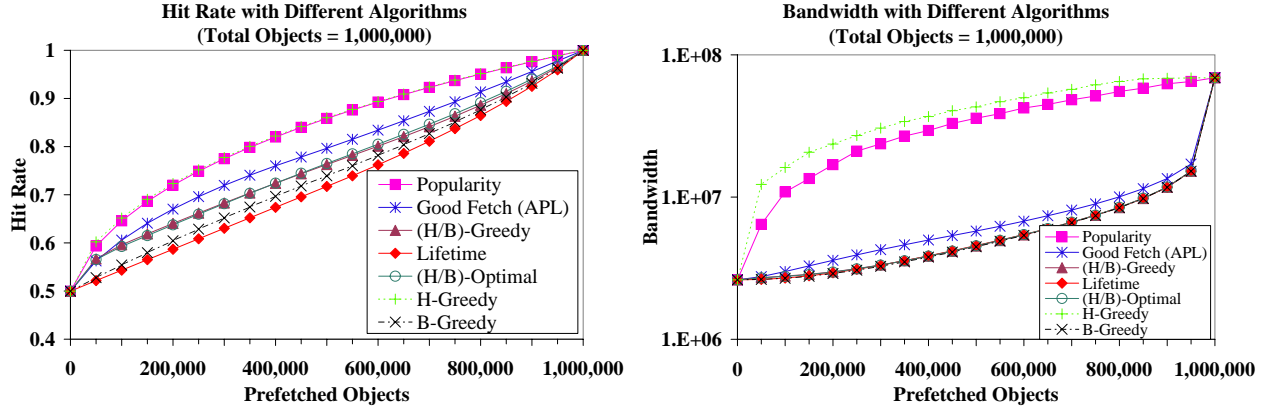 Hit Rate with Different Algorithms
(Total Objects = 1,000,000)
1
0.9
0.8
0.7
0.6
0.5
0.4
Hit Rate
Popularity
Good Fetch (APL)
(H/B)-Greedy
Lifetime
(H/B)-Optimal
H-Greedy
B-Greedy
0 200,000 400,000 600,000 800,000 1,000,000
Prefetched Objects
Bandwidth with Different Algorithms
(Total Objects = 1,000,000)
1.E+08
1.E+07
1.E+06
Bandwidth
Popularity
Good Fetch (APL)
(H/B)-Greedy
Lifetime
(H/B)-Optimal
H-Greedy
B-Greedy
0 200,000 400,000 600,000 800,000 1,000,000
Prefetched Objects